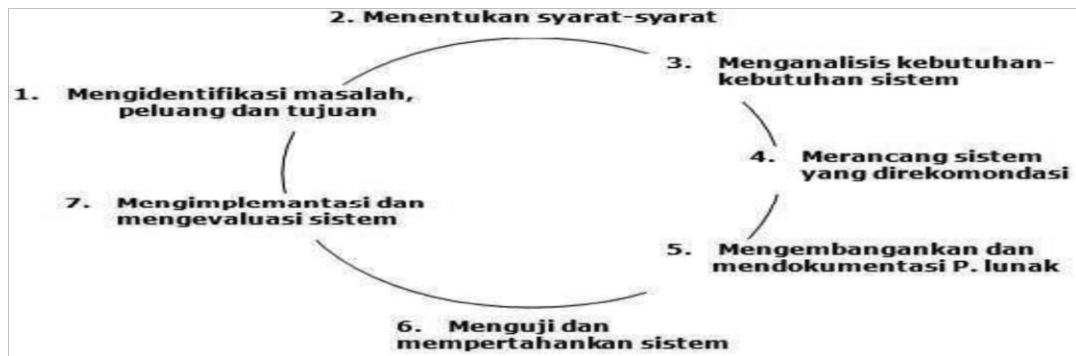 2. Menentukan syarat-syarat
3. Menganalisis kebutuhan-
kebutuhan sistem
1. Mengidentifikasi masalah,
peluang dan tujuan
4. Merancang sistem
yang direkomondasi
7. Mengimplemantasi dan
mengevaluasi sistem
5. Mengembangankan dan
mendokumentasi P. lunak
6. Menguji dan
mempertahankan sistem